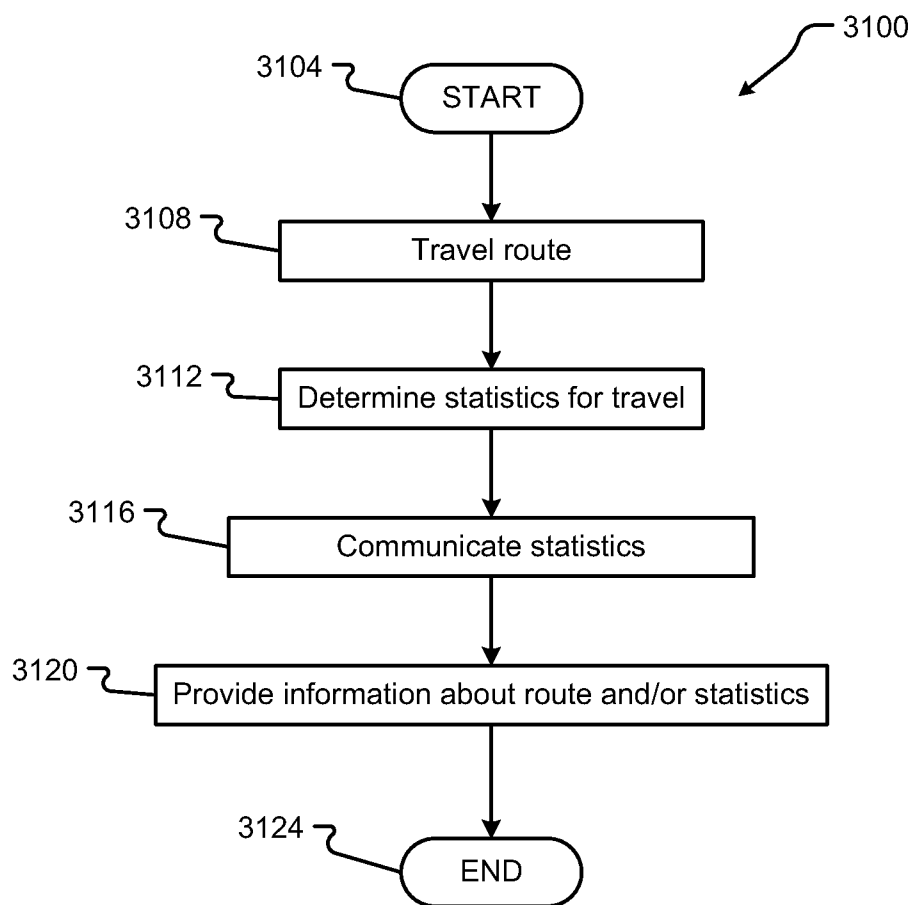 3100
3104
START
3108
Travel route
3112
Determine statistics for travel
3116
Communicate statistics
3120
Provide information about route and/or statistics
3124
END